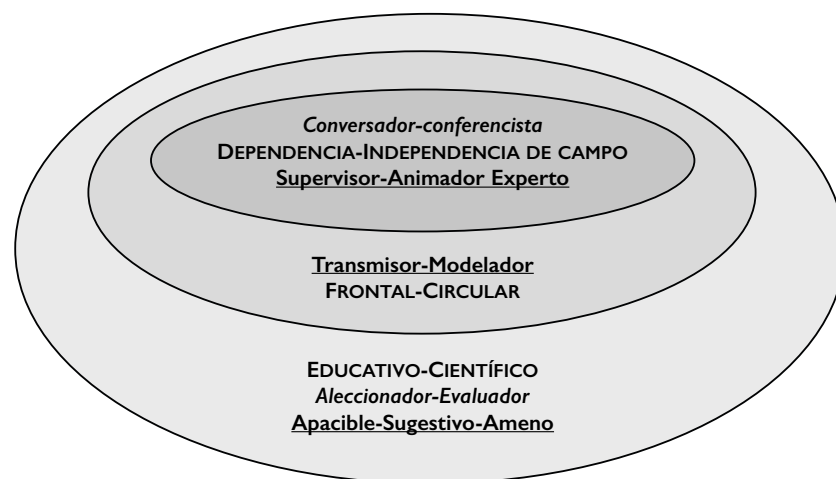 Conversador-conferencista
DEPENDENCIA-INDEPENDENCIA DE CAMPO
Supervisor-Animador Experto
Transmisor-Modelador
FRONTAL-CIRCULAR
EDUCATIVO-CIENTÍFICO
Aleccionador-Evaluador
Apacible-Sugestivo-Ameno